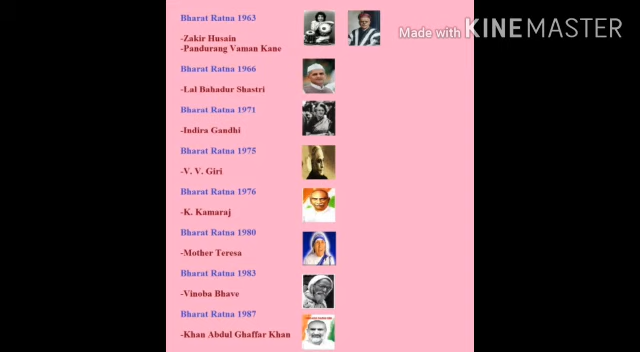 Bharat Ratna 1963
-Zakir Husain
-Pandurang Vaman Kane
Bharat Ratna 1966
-Lal Bahadur Shastri
Bharat Ratna 1971
-Indira Gandhi
Bharat Ratna 1975
-V. V. Giri
Bharat Ratna 1976
-K. Kamaraj
Bharat Ratna 1980
-Mother Teresa
Bharat Ratna 1983
-Vinoba Bhave
Bharat Ratna 1987
-Khan Abdul Ghaffar Khan
Made with KINEMASTER